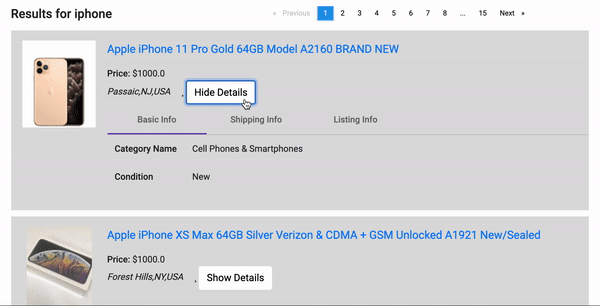 Results for iphone
« Previous 1 2 3 4 5 6 7 8 ... 15 Next »
Apple iPhone 11 Pro Gold 64GB Model A2160 BRAND NEW
Price: $1000.0
Passaic,NJ,USA , Hide Details
Basic Info Shipping Info Listing Info
Category Name Cell Phones & Smartphones
Condition New
Apple iPhone XS Max 64GB Silver Verizon & CDMA + GSM Unlocked A1921 New/Sealed
Price: $1000.0
Forest Hills,NY,USA , Show Details